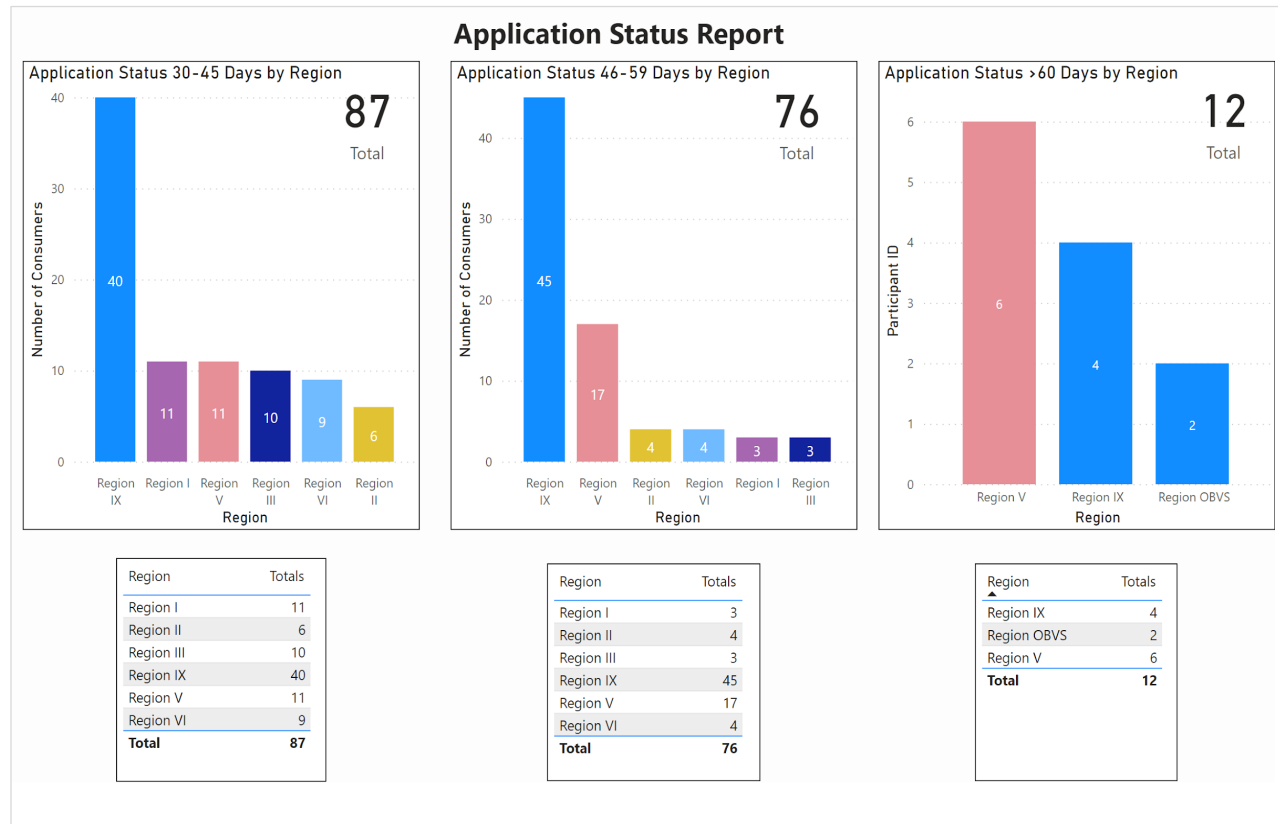 Application Status Report
Application Status 30-45 Days by Region
87
Total
Number of Consumers
40
30
20
10
0
40
11
11
10
9
6
Region IX
Region I
Region V
Region III
Region VI
Region II
Region
Application Status 46-59 Days by Region
76
Total
Number of Consumers
40
30
20
10
0
45
17
4
4
3
3
Region IX
Region V
Region II
Region VI
Region I
Region III
Region
Application Status >60 Days by Region
12
Total
Participant ID
6
5
4
3
2
1
0
6
4
2
Region V
Region IX
Region OBVS
Region
Region Totals
Region I 11
Region II 6
Region III 10
Region IX 40
Region V 11
Region VI 9
Total 87
Region Totals
Region I 3
Region II 4
Region III 3
Region IX 45
Region V 17
Region VI 4
Total 76
Region Totals
Region IX 4
Region OBVS 2
Region V 6
Total 12